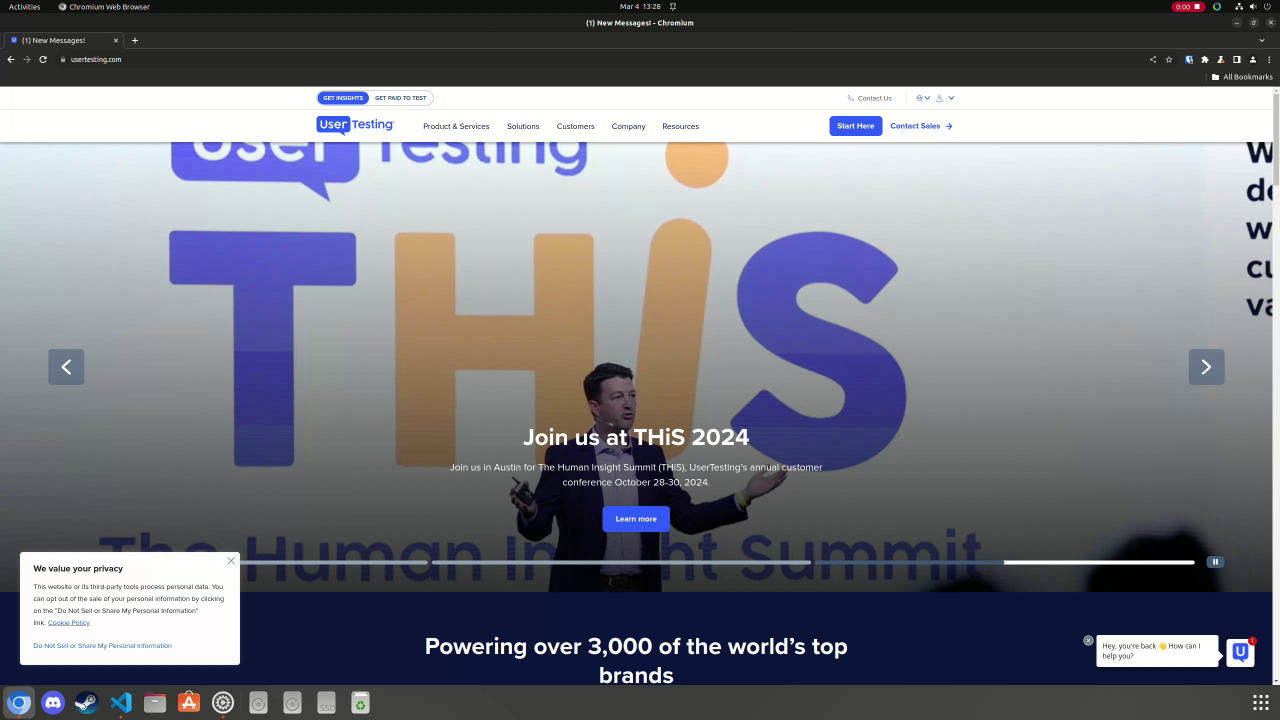 Activities
Chromium Web Browser
Mar 4 13:28
0:00
(1) New Messages! - Chromium
(1) New Messages!
usertesting.com
All Bookmarks
GET INSIGHTS
GET PAID TO TEST
Contact Us
UserTesting
Product & Services
Solutions
Customers
Company
Resources
Start Here
Contact Sales
User Testing
THiS
The Human Insight Summit
Join us at THiS 2024
Join us in Austin for The Human Insight Summit (THiS), UserTesting's annual customer
conference October 28-30, 2024.
Learn more
We value your privacy
This website or its third-party tools process personal data. You
can opt out of the sale of your personal information by clicking
on the "Do Not Sell or Share My Personal Information"
link. Cookie Policy
Do Not Sell or Share My Personal Information
Powering over 3,000 of the world's top
brands
Hey, you're back 👋 How can I
help you?
1
SSD